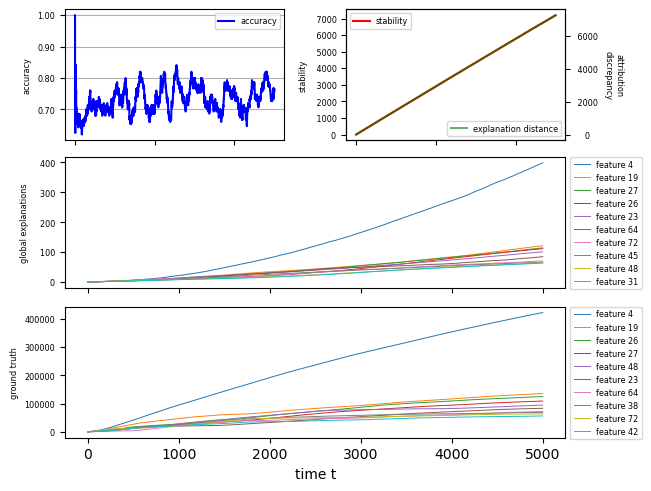 1.00
0.90
0.80
0.70
accuracy
accuracy
7000
6000
5000
4000
3000
2000
1000
0
stability
stability
explanation distance
6000
4000
2000
0
attribution
discrepancy
400
300
200
100
0
global explanations
feature 4
feature 19
feature 27
feature 26
feature 23
feature 64
feature 72
feature 45
feature 48
feature 31
400000
300000
200000
100000
0
ground truth
feature 4
feature 19
feature 26
feature 27
feature 48
feature 23
feature 64
feature 38
feature 72
feature 42
0 1000 2000 3000 4000 5000
time t